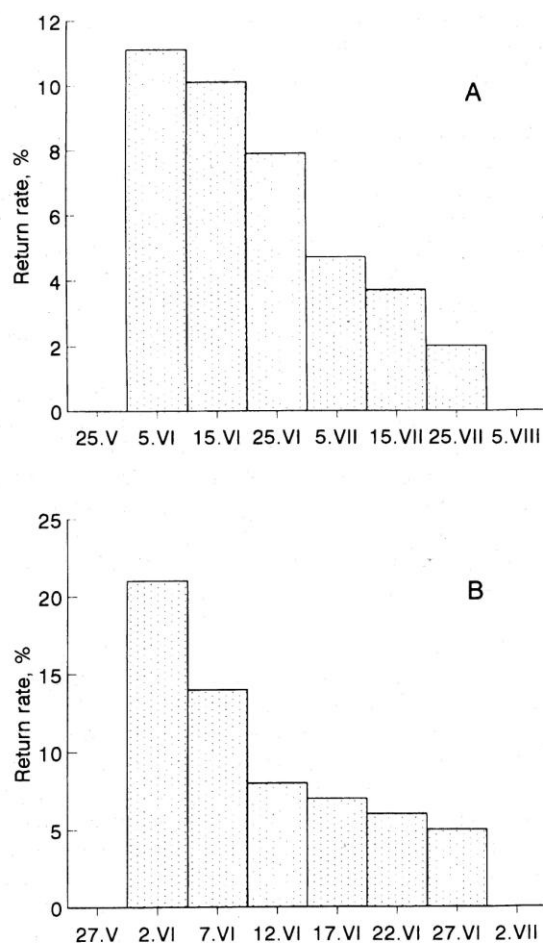 12
10
8
6
4
2
0
Return rate, %
A
25.V 5.VI 15.VI 25.VI 5.VII 15.VII 25.VII 5.VIII
25
20
15
10
5
0
Return rate, %
B
27.V 2.VI 7.VI 12.VI 17.VI 22.VI 27.VI 2.VII